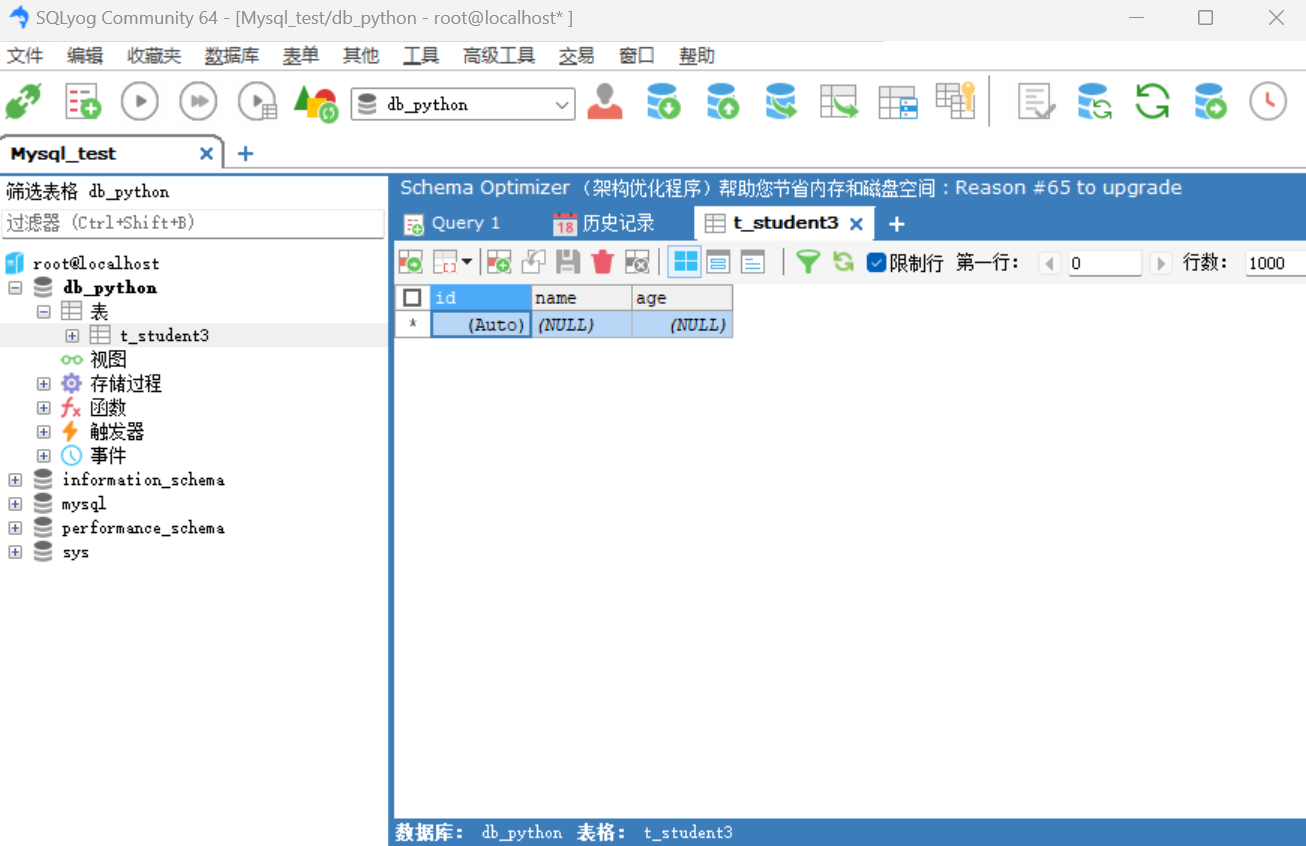 SQLyog Community 64 - [Mysql_test/db_python - root@localhost* ]
文件 编辑 收藏夹 数据库 表单 其他 工具 高级工具 交易 窗口 帮助
db_python
Mysql_test
筛选表格 db_python
过滤器 (Ctrl+Shift+B)
root@localhost
db_python
表
t_student3
视图
存储过程
函数
触发器
事件
information_schema
mysql
performance_schema
sys
Schema Optimizer（架构优化程序）帮助您节省内存和磁盘空间：Reason #65 to upgrade
Query 1 18 历史记录 t_student3
限制行 第一行: 0 行数: 1000
id name age
* (Auto) (NULL) (NULL)
数据库: db_python 表格: t_student3